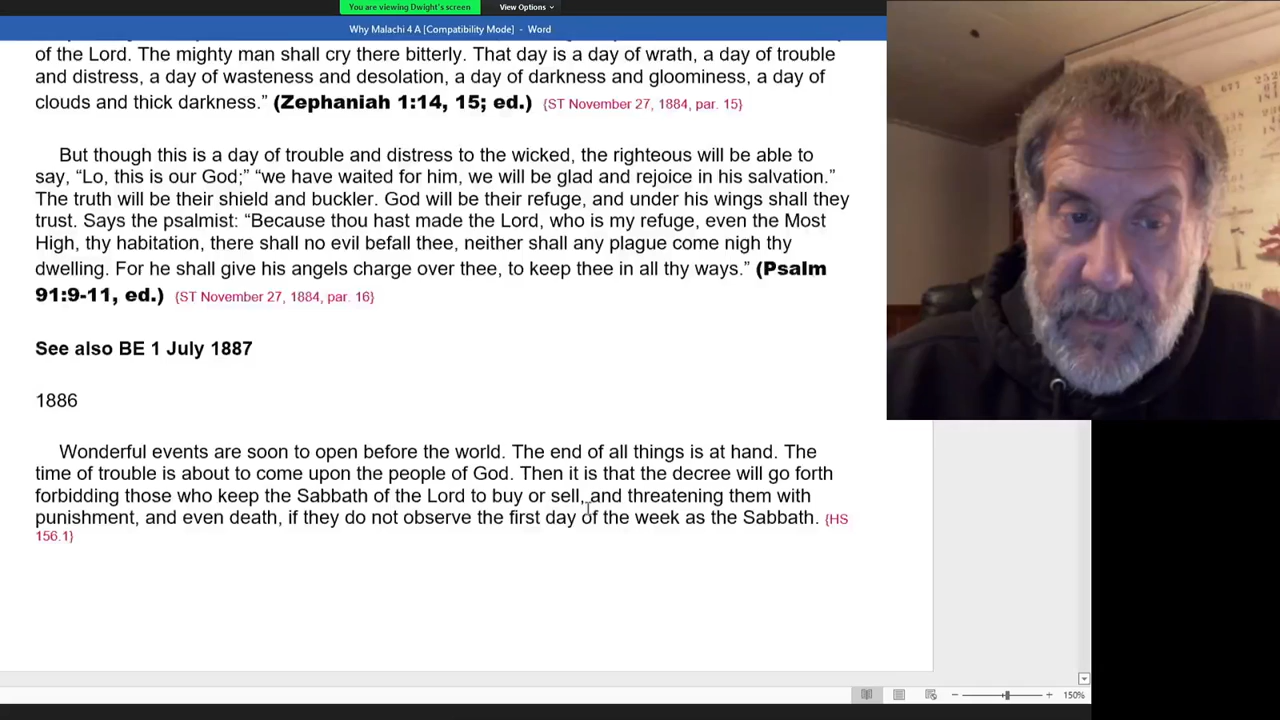 You are viewing Dwight's screen
View Options
Why Malachi 4 A [Compatibility Mode] - Word
of the Lord. The mighty man shall cry there bitterly. That day is a day of wrath, a day of trouble
and distress, a day of wasteness and desolation, a day of darkness and gloominess, a day of
clouds and thick darkness.” (Zephaniah 1:14, 15; ed.) {ST November 27, 1884, par. 15}
But though this is a day of trouble and distress to the wicked, the righteous will be able to
say, “Lo, this is our God;” “we have waited for him, we will be glad and rejoice in his salvation.”
The truth will be their shield and buckler. God will be their refuge, and under his wings shall they
trust. Says the psalmist: “Because thou hast made the Lord, who is my refuge, even the Most
High, thy habitation, there shall no evil befall thee, neither shall any plague come nigh thy
dwelling. For he shall give his angels charge over thee, to keep thee in all thy ways.” (Psalm
91:9-11, ed.) {ST November 27, 1884, par. 16}
See also BE 1 July 1887
1886
Wonderful events are soon to open before the world. The end of all things is at hand. The
time of trouble is about to come upon the people of God. Then it is that the decree will go forth
forbidding those who keep the Sabbath of the Lord to buy or sell, and threatening them with
punishment, and even death, if they do not observe the first day of the week as the Sabbath. {HS
156.1}
150%